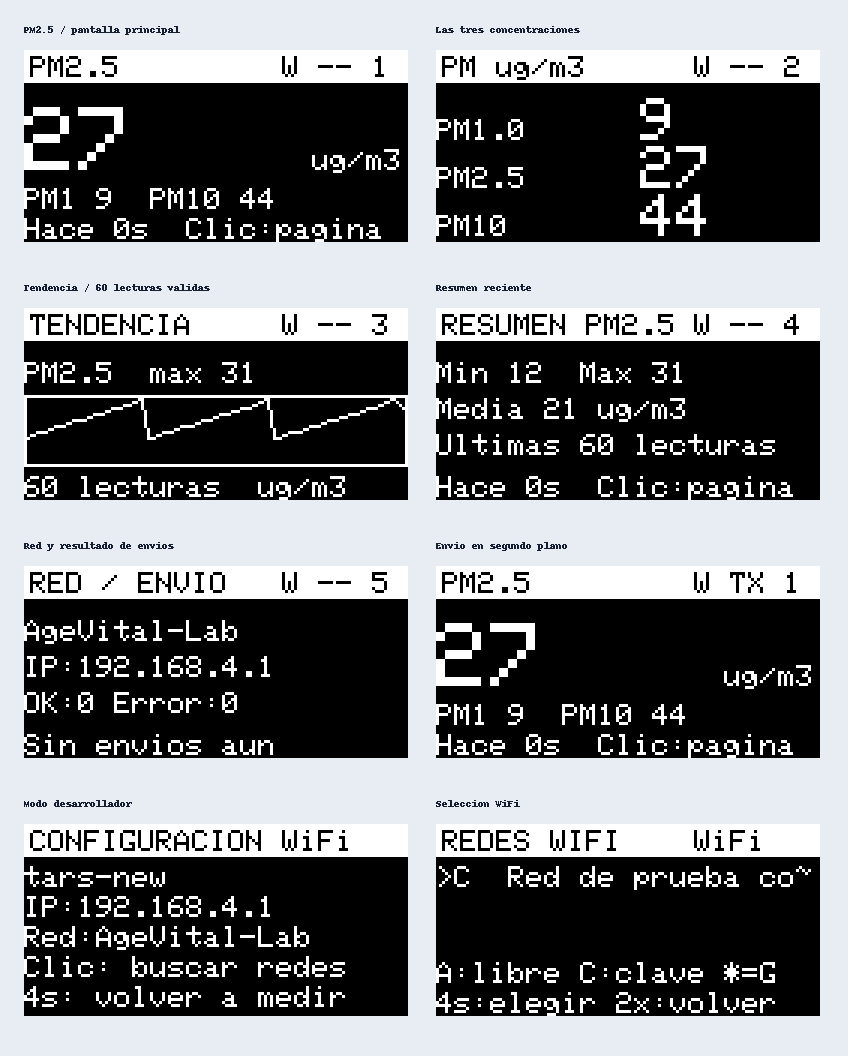 PM2.5 / pantalla principal
PM2.5 W -- 1
27
ug/m3
PM1 9 PM10 44
Hace 0s Clic:pagina
Las tres concentraciones
PM ug/m3 W -- 2
PM1.0 9
PM2.5 27
PM10 44
Tendencia / 60 lecturas validas
TENDENCIA W -- 3
PM2.5 max 31
60 lecturas ug/m3
Resumen reciente
RESUMEN PM2.5 W -- 4
Min 12 Max 31
Media 21 ug/m3
Ultimas 60 lecturas
Hace 0s Clic:pagina
Red y resultado de envios
RED / ENVIO W -- 5
AgeVital-Lab
IP:192.168.4.1
OK:0 Error:0
Sin envios aun
Envio en segundo plano
PM2.5 W TX 1
27
ug/m3
PM1 9 PM10 44
Hace 0s Clic:pagina
Modo desarrollador
CONFIGURACION WiFi
tars-new
IP:192.168.4.1
Red:AgeVital-Lab
Clic: buscar redes
4s: volver a medir
Seleccion WiFi
REDES WIFI WiFi
>C Red de prueba co~
A:libre C:clave *=G
4s:elegir 2x:volver